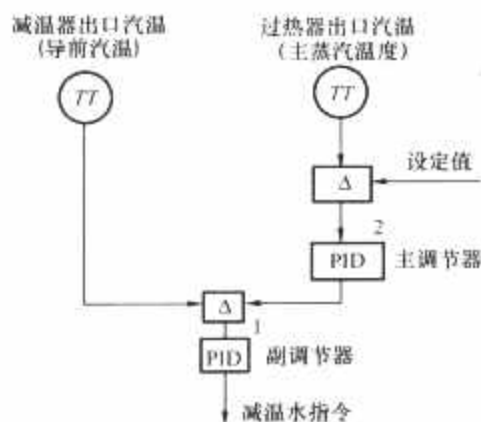 减温器出口汽温
(导前汽温)
过热器出口汽温
(主蒸汽温度)
TT
TT
设定值
Δ
2
PID
主调节器
Δ
1
PID
副调节器
减温水指令